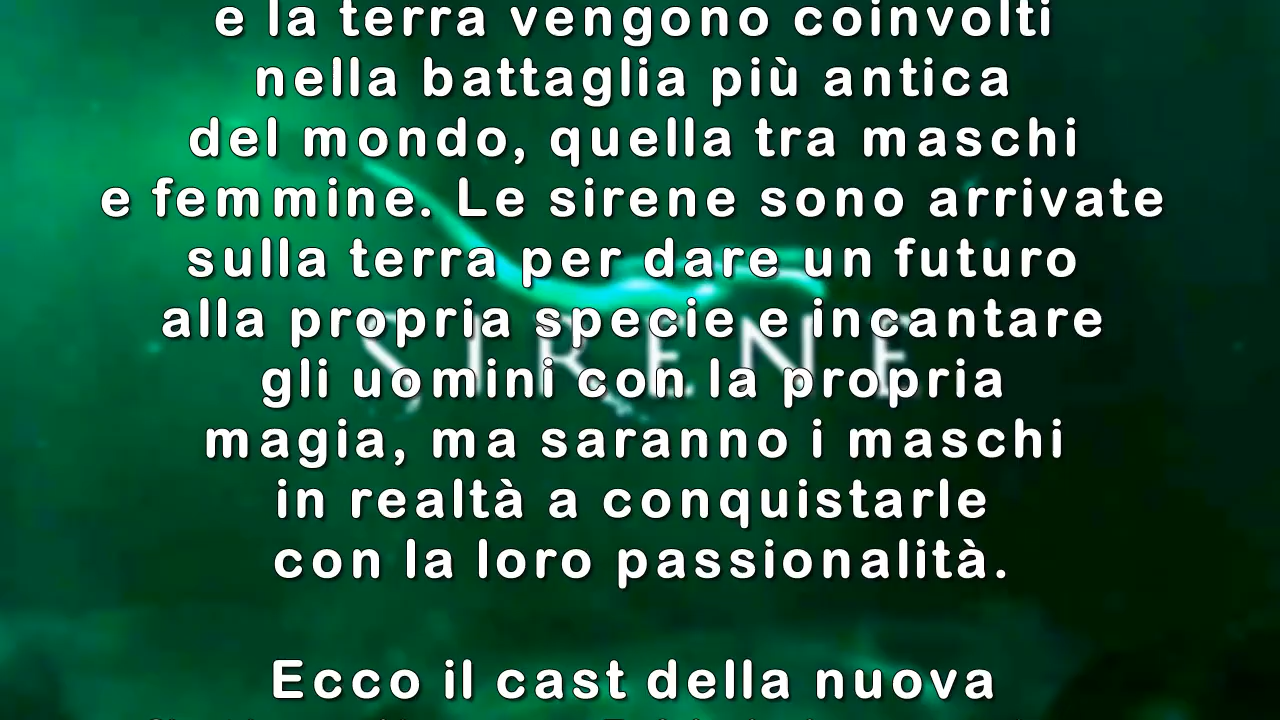 e la terra vengono coinvolti
nella battaglia più antica
del mondo, quella tra maschi
e femmine. Le sirene sono arrivate
sulla terra per dare un futuro
alla propria specie e incantare
SIRENE
gli uomini con la propria
magia, ma saranno i maschi
in realtà a conquistarle
con la loro passionalità.
Ecco il cast della nuova